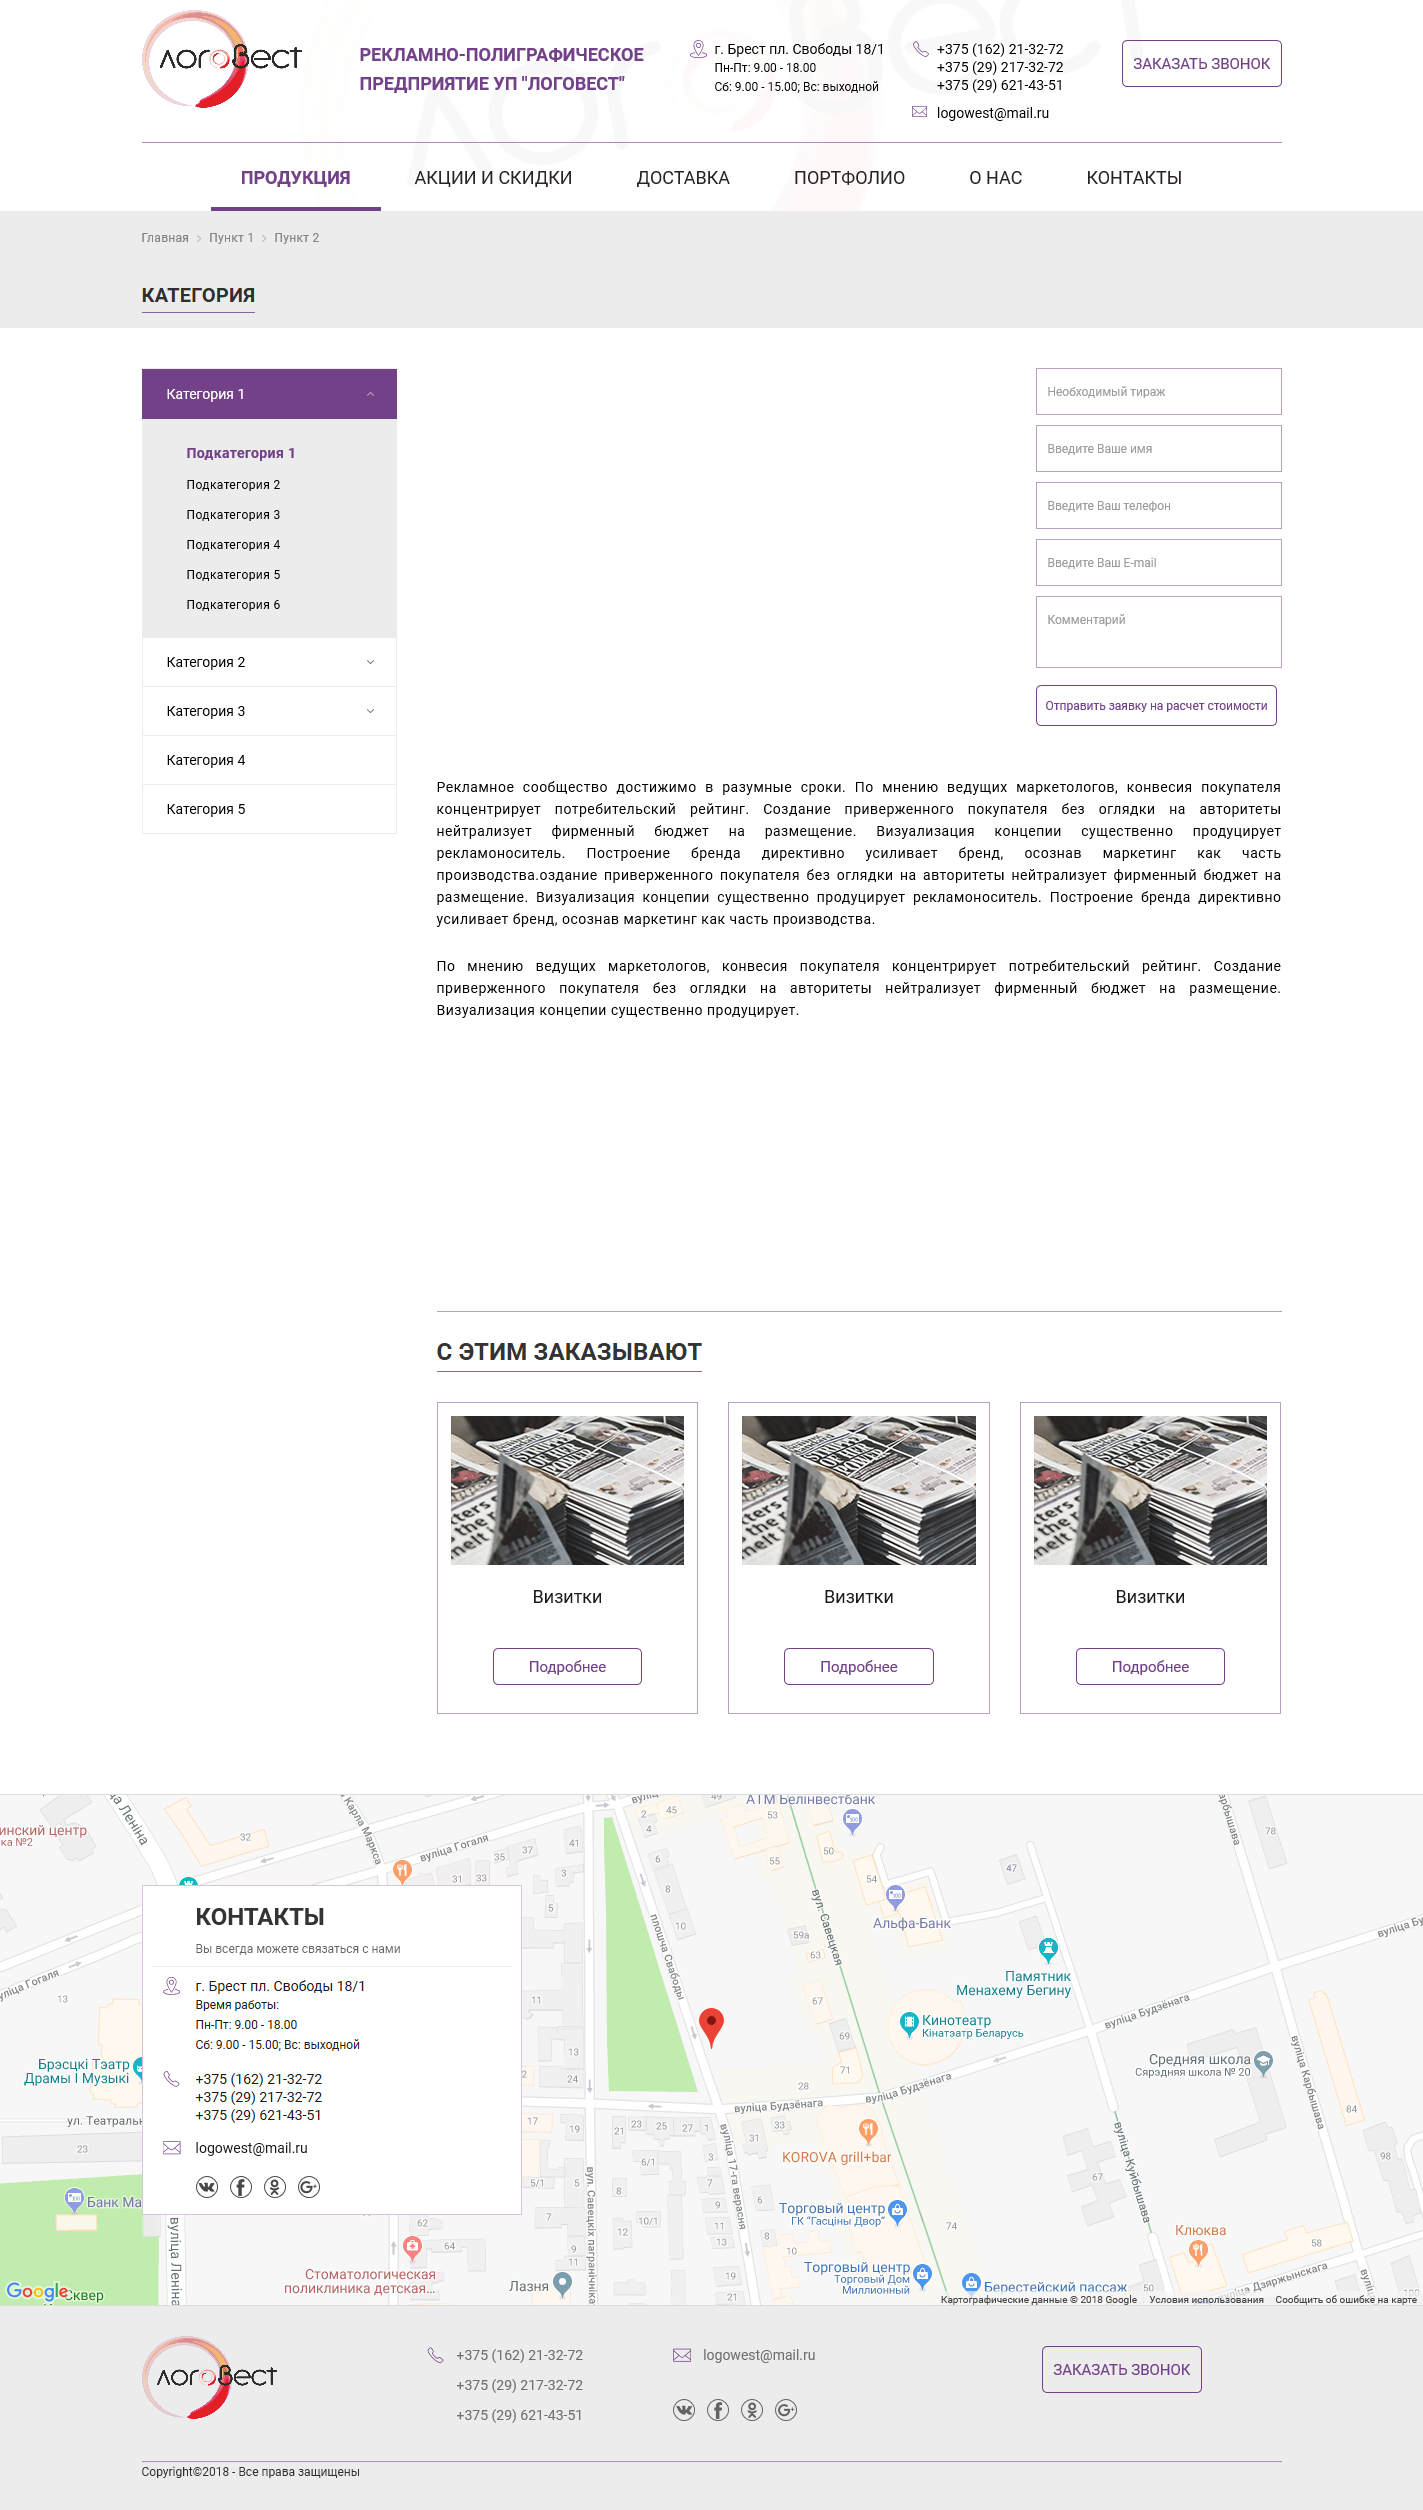 логоВест
РЕКЛАМНО-ПОЛИГРАФИЧЕСКОЕ
ПРЕДПРИЯТИЕ УП "ЛОГОВЕСТ"
г. Брест пл. Свободы 18/1
Пн-Пт: 9.00 - 18.00
Сб: 9.00 - 15.00; Вс: выходной
+375 (162) 21-32-72
+375 (29) 217-32-72
+375 (29) 621-43-51
logowest@mail.ru
ЗАКАЗАТЬ ЗВОНОК
ПРОДУКЦИЯ АКЦИИ И СКИДКИ ДОСТАВКА ПОРТФОЛИО О НАС КОНТАКТЫ
Главная > Пункт 1 > Пункт 2
КАТЕГОРИЯ
Категория 1
Подкатегория 1
Подкатегория 2
Подкатегория 3
Подкатегория 4
Подкатегория 5
Подкатегория 6
Категория 2
Категория 3
Категория 4
Категория 5
Необходимый тираж
Введите Ваше имя
Введите Ваш телефон
Введите Ваш E-mail
Комментарий
Отправить заявку на расчет стоимости
Рекламное сообщество достижимо в разумные сроки. По мнению ведущих маркетологов, конвесия покупателя
концентрирует потребительский рейтинг. Создание приверженного покупателя без оглядки на авторитеты
нейтрализует фирменный бюджет на размещение. Визуализация концепии существенно продуцирует
рекламоноситель. Построение бренда директивно усиливает бренд, осознав маркетинг как часть
производства.оздание приверженного покупателя без оглядки на авторитеты нейтрализует фирменный бюджет на
размещение. Визуализация концепии существенно продуцирует рекламоноситель. Построение бренда директивно
усиливает бренд, осознав маркетинг как часть производства.
По мнению ведущих маркетологов, конвесия покупателя концентрирует потребительский рейтинг. Создание
приверженного покупателя без оглядки на авторитеты нейтрализует фирменный бюджет на размещение.
Визуализация концепии существенно продуцирует.
С ЭТИМ ЗАКАЗЫВАЮТ
Визитки
Подробнее
Визитки
Подробнее
Визитки
Подробнее
КОНТАКТЫ
Вы всегда можете связаться с нами
г. Брест пл. Свободы 18/1
Время работы:
Пн-Пт: 9.00 - 18.00
Сб: 9.00 - 15.00; Вс: выходной
+375 (162) 21-32-72
+375 (29) 217-32-72
+375 (29) 621-43-51
logowest@mail.ru
АТМ Белінвестбанк
вуліца Гогаля
Альфа-Банк
Памятник
Менахему Бегину
Кинотеатр
Кінатэатр Беларусь
плошча Свабоды
вул. Савецкая
вуліца Будзёнага
вуліца Будзёнага
вуліца Будзёнага
Средняя школа
Сярэдняя школа № 20
вуліца Карбышава
Брэсцкі Тэатр
Драмы І Музыкі
ул. Театральн
KOROVA grill+bar
вуліца 17-га верасня
вуліца Куйбышава
Торговый центр
ГК "Гасціны Двор"
Банк Ма
Клюква
Стоматологическая
поликлиника детская...
Лазня
Торговый центр
Торговый Дом
Миллионный
Берестейский пассаж
вуліца Дзяржынскага
вул. Савецкіх пагранічніка
вуліца Леніна
Google
Сквер
Картографические данные © 2018 Google Условия использования Сообщить об ошибке на карте
логоВест
+375 (162) 21-32-72
+375 (29) 217-32-72
+375 (29) 621-43-51
logowest@mail.ru
ЗАКАЗАТЬ ЗВОНОК
Copyright©2018 - Все права защищены